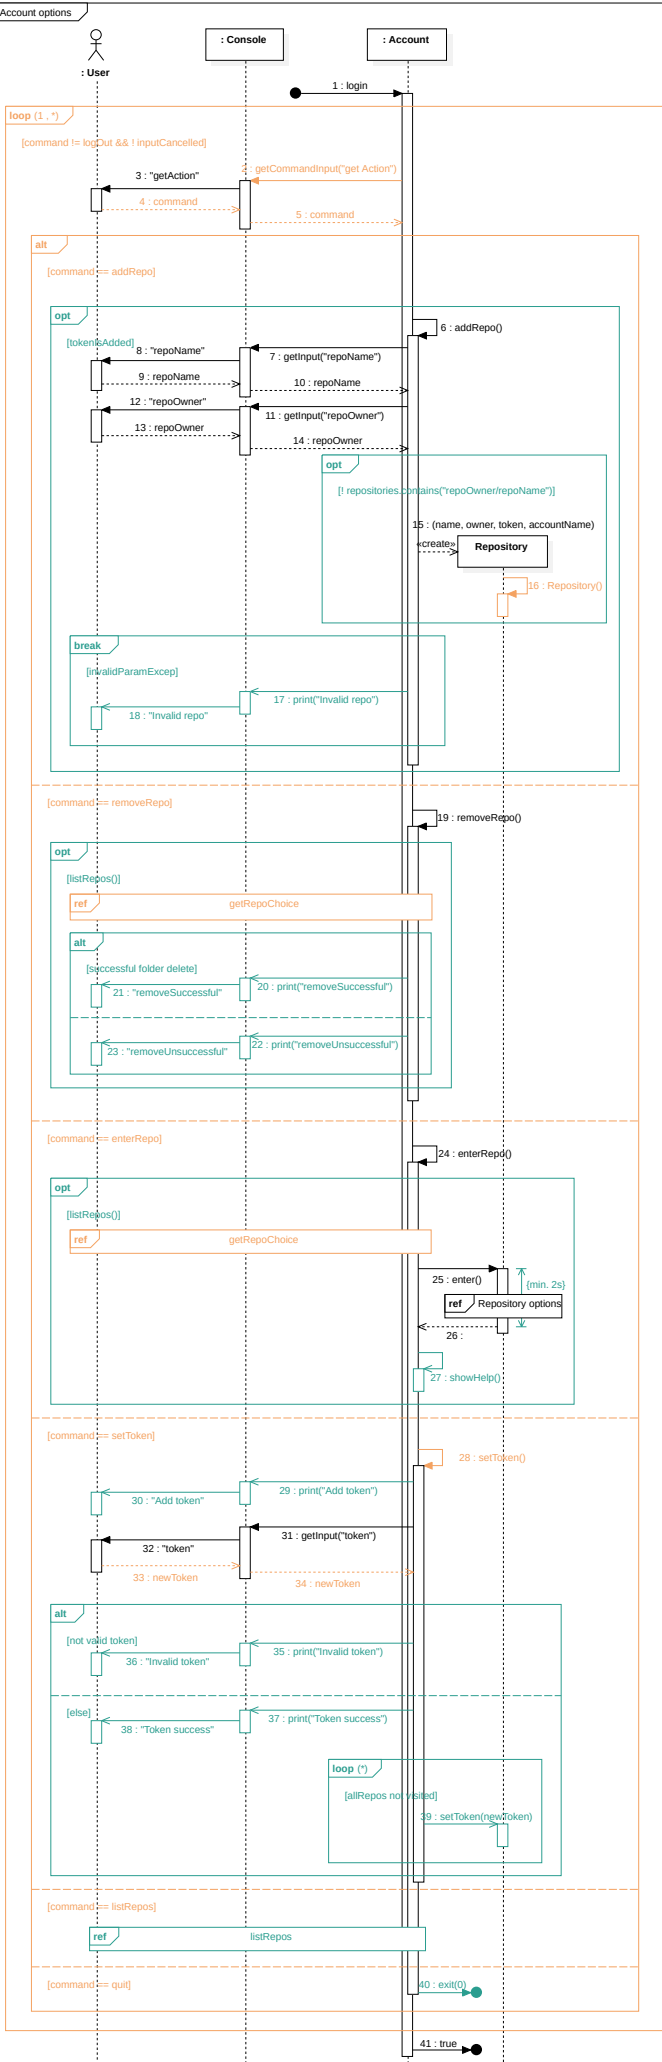 Account options
: User
: Console
: Account
1 : login
loop (1 , *)
[command != logOut && ! inputCancelled]
2 : getCommandInput("get Action")
3 : "getAction"
4 : command
5 : command
alt
[command == addRepo]
opt
6 : addRepo()
[tokenIsAdded]
8 : "repoName"
7 : getInput("repoName")
9 : repoName
10 : repoName
12 : "repoOwner"
11 : getInput("repoOwner")
13 : repoOwner
14 : repoOwner
opt
[! repositories.contains("repoOwner/repoName")]
15 : (name, owner, token, accountName)
«create»
Repository
16 : Repository()
break
[invalidParamExcep]
17 : print("Invalid repo")
18 : "Invalid repo"
[command == removeRepo]
19 : removeRepo()
opt
[listRepos()]
ref
getRepoChoice
alt
[successful folder delete]
20 : print("removeSuccessful")
21 : "removeSuccessful"
22 : print("removeUnsuccessful")
23 : "removeUnsuccessful"
[command == enterRepo]
24 : enterRepo()
opt
[listRepos()]
ref
getRepoChoice
25 : enter()
{min. 2s}
ref
Repository options
26 :
27 : showHelp()
[command == setToken]
28 : setToken()
29 : print("Add token")
30 : "Add token"
31 : getInput("token")
32 : "token"
33 : newToken
34 : newToken
alt
[not valid token]
35 : print("Invalid token")
36 : "Invalid token"
[else]
37 : print("Token success")
38 : "Token success"
loop (*)
[allRepos not visited]
39 : setToken(newToken)
[command == listRepos]
ref
listRepos
[command == quit]
40 : exit(0)
41 : true